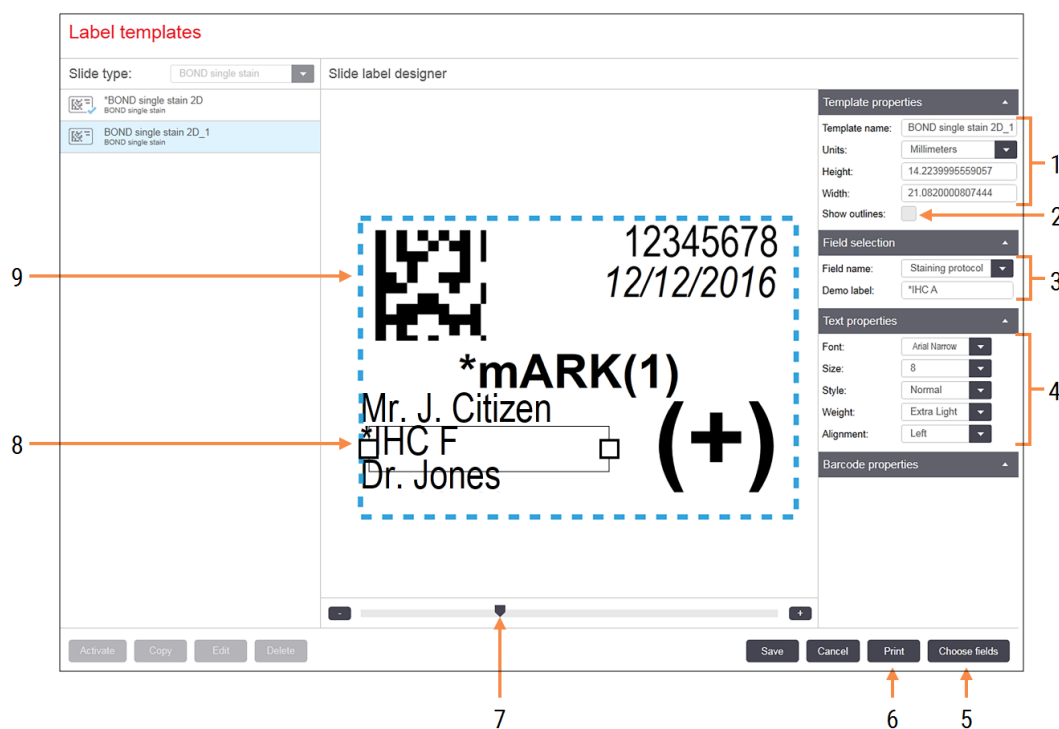 Label templates
Slide type:
BOND single stain
Slide label designer
*BOND single stain 2D
BOND single stain
BOND single stain 2D_1
BOND single stain
Template properties
Template name:
BOND single stain 2D_1
Units:
Millimeters
Height:
14.2239995559057
Width:
21.0820000807444
Show outlines:
Field selection
Field name:
Staining protocol
Demo label:
*IHC A
Text properties
Font:
Arial Narrow
Size:
8
Style:
Normal
Weight:
Extra Light
Alignment:
Left
Barcode properties
12345678
12/12/2016
*mARK(1)
Mr. J. Citizen
*IHC F
(+)
Dr. Jones
-
+
Activate
Copy
Edit
Delete
Save
Cancel
Print
Choose fields
1
2
3
4
5
6
7
8
9